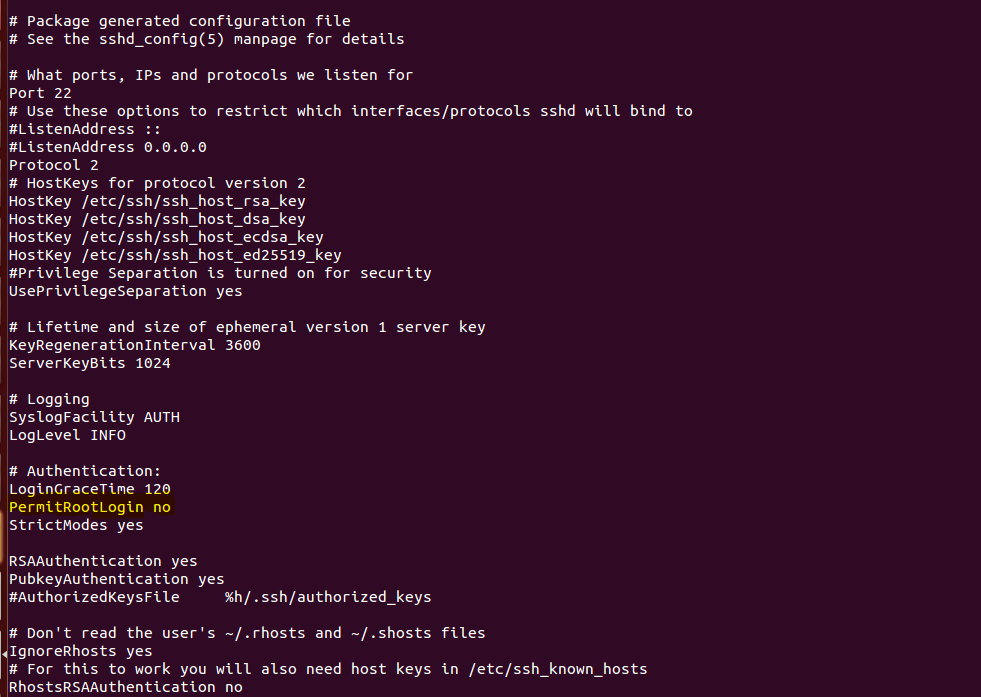 # Package generated configuration file
# See the sshd_config(5) manpage for details
# What ports, IPs and protocols we listen for
Port 22
# Use these options to restrict which interfaces/protocols sshd will bind to
#ListenAddress ::
#ListenAddress 0.0.0.0
Protocol 2
# HostKeys for protocol version 2
HostKey /etc/ssh/ssh_host_rsa_key
HostKey /etc/ssh/ssh_host_dsa_key
HostKey /etc/ssh/ssh_host_ecdsa_key
HostKey /etc/ssh/ssh_host_ed25519_key
#Privilege Separation is turned on for security
UsePrivilegeSeparation yes
# Lifetime and size of ephemeral version 1 server key
KeyRegenerationInterval 3600
ServerKeyBits 1024
# Logging
SyslogFacility AUTH
LogLevel INFO
# Authentication:
LoginGraceTime 120
PermitRootLogin no
StrictModes yes
RSAAuthentication yes
PubkeyAuthentication yes
#AuthorizedKeysFile     %h/.ssh/authorized_keys
# Don't read the user's ~/.rhosts and ~/.shosts files
IgnoreRhosts yes
# For this to work you will also need host keys in /etc/ssh_known_hosts
RhostsRSAAuthentication no